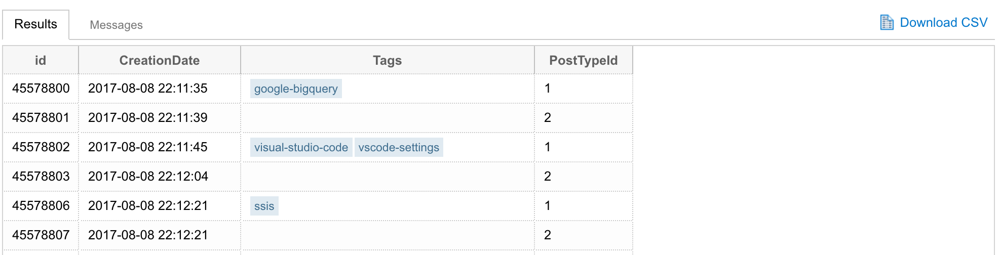 Results Messages Download CSV
id CreationDate Tags PostTypeId
45578800 2017-08-08 22:11:35 google-bigquery 1
45578801 2017-08-08 22:11:39 2
45578802 2017-08-08 22:11:45 visual-studio-code vscode-settings 1
45578803 2017-08-08 22:12:04 2
45578806 2017-08-08 22:12:21 ssis 1
45578807 2017-08-08 22:12:21 2